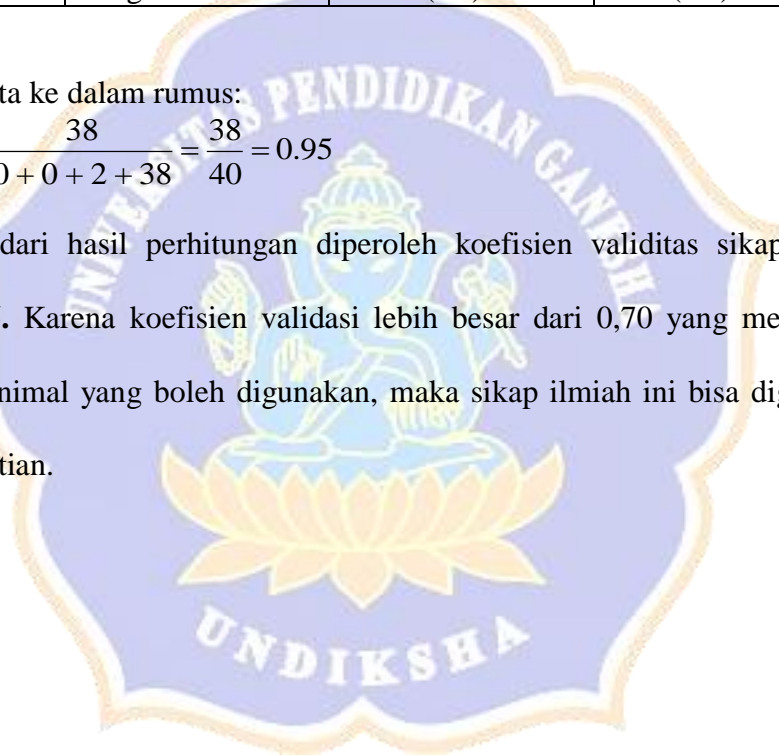 ta ke dalam rumus:
38 / 0 + 0 + 2 + 38 = 38 / 40 = 0.95
dari hasil perhitungan diperoleh koefisien validitas sikap
. Karena koefisien validasi lebih besar dari 0,70 yang me
nimal yang boleh digunakan, maka sikap ilmiah ini bisa dig
tian.
UNIVERSITAS PENDIDIKAN GANESHA
UNDIKSHA